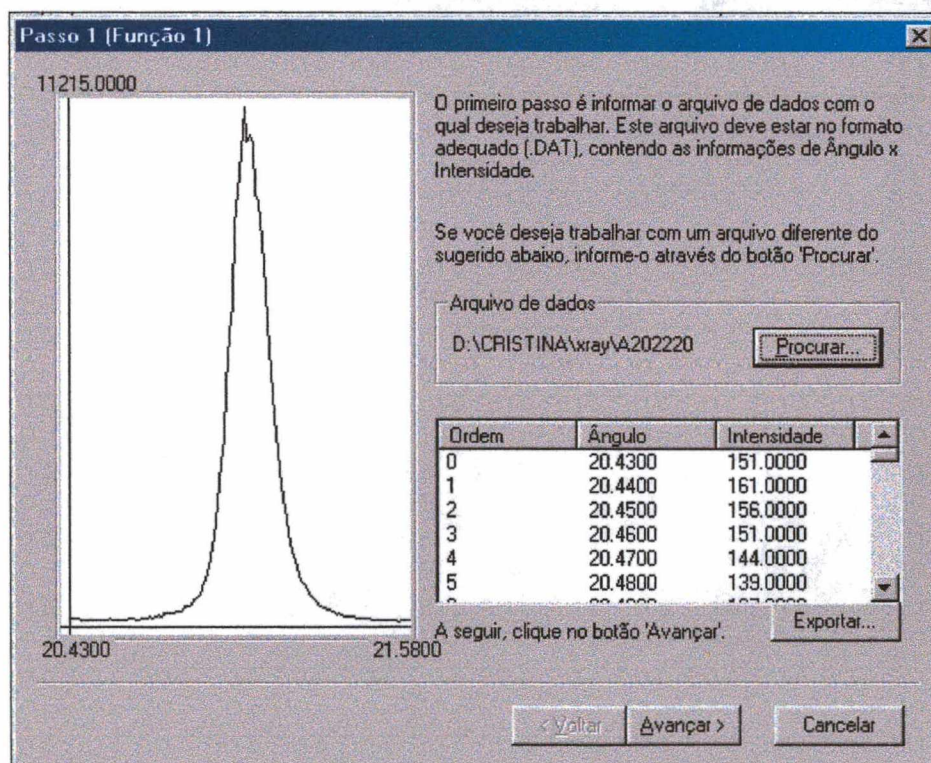 Passo 1 (Função 1)
11215.0000
O primeiro passo é informar o arquivo de dados com o
qual deseja trabalhar. Este arquivo deve estar no formato
adequado (.DAT), contendo as informações de Ângulo x
Intensidade.
Se você deseja trabalhar com um arquivo diferente do
sugerido abaixo, informe-o através do botão 'Procurar'.
Arquivo de dados
D:\CRISTINA\xray\A202220 Procurar...
Ordem Ângulo Intensidade
0 20.4300 151.0000
1 20.4400 161.0000
2 20.4500 156.0000
3 20.4600 151.0000
4 20.4700 144.0000
5 20.4800 139.0000
A seguir, clique no botão 'Avançar'. Exportar...
20.4300 21.5800
< Voltar Avançar > Cancelar